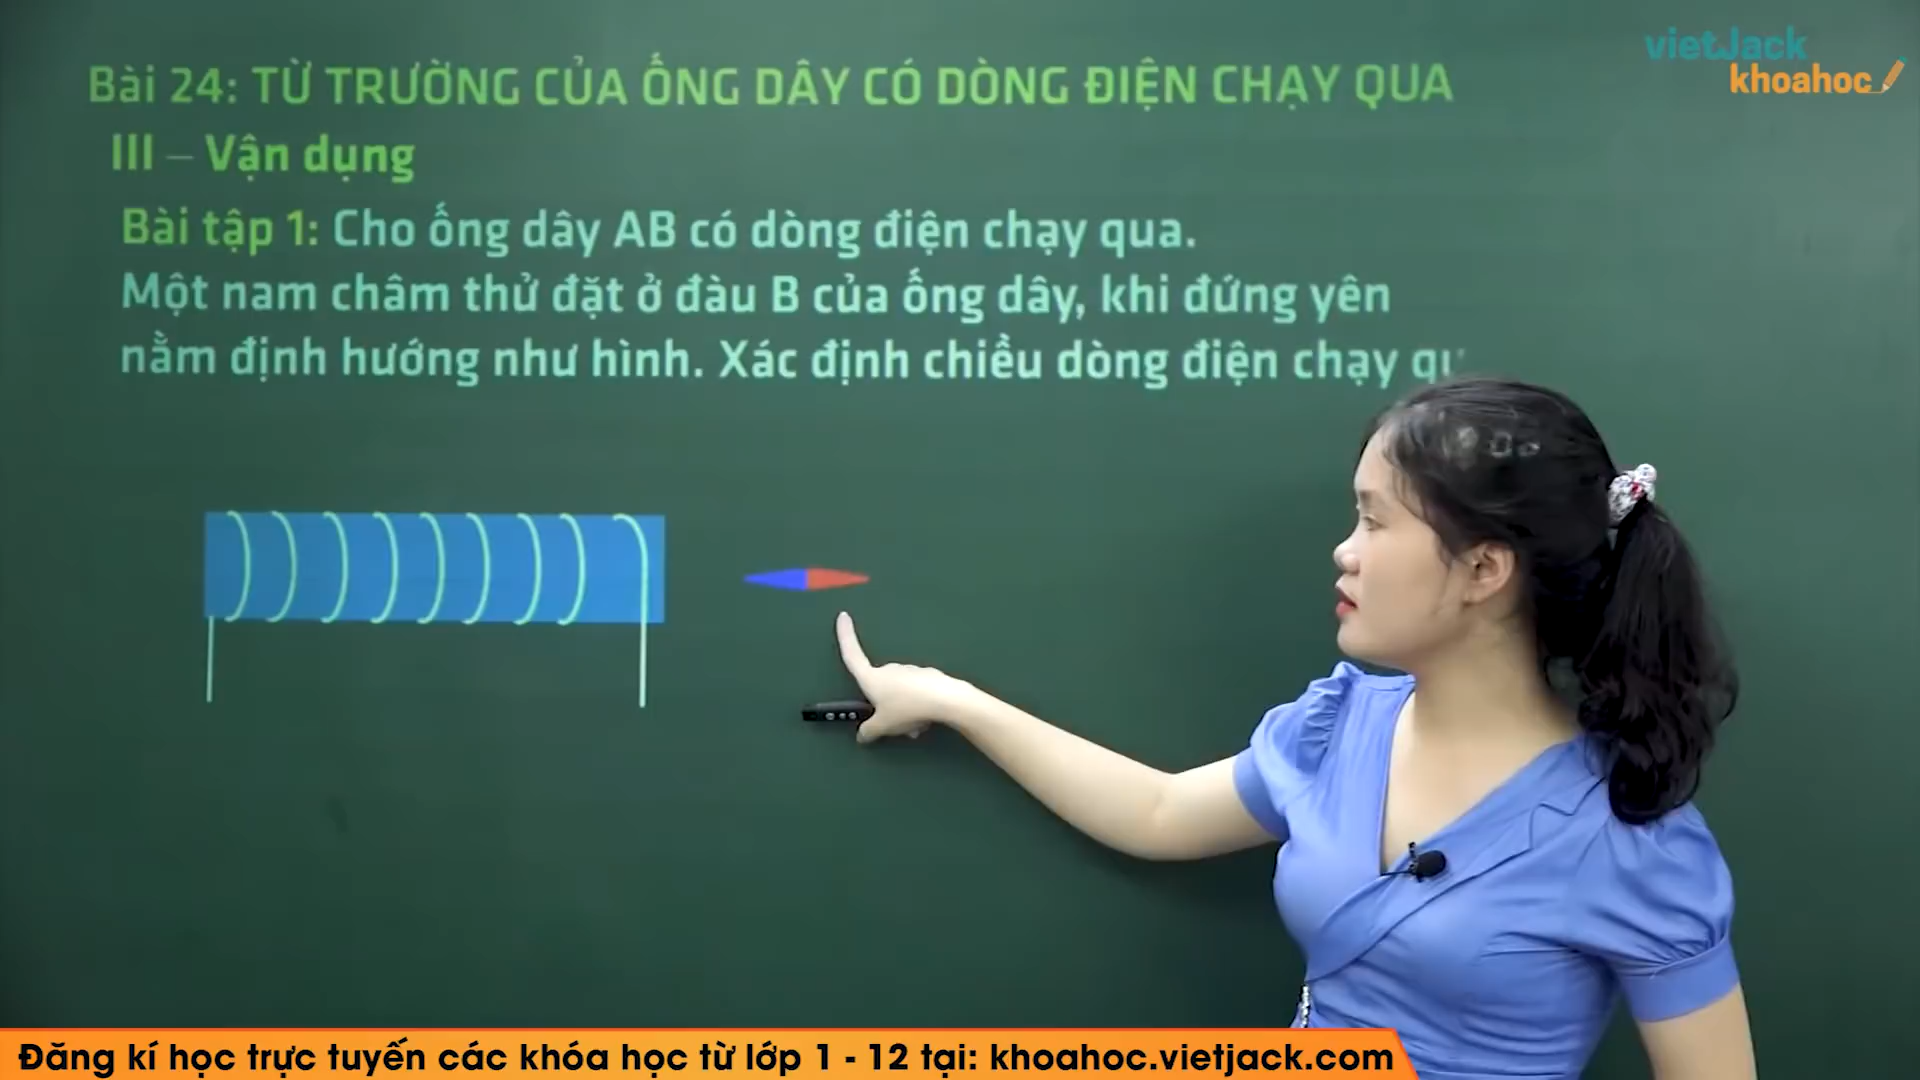 vietJack
khoahoc
Bài 24: TỪ TRƯỜNG CỦA ỐNG DÂY CÓ DÒNG ĐIỆN CHẠY QUA
III – Vận dụng
Bài tập 1: Cho ống dây AB có dòng điện chạy qua.
Một nam châm thử đặt ở đàu B của ống dây, khi đứng yên
nằm định hướng như hình. Xác định chiều dòng điện chạy
Đăng kí học trực tuyến các khóa học từ lớp 1 - 12 tại: khoahoc.vietjack.com